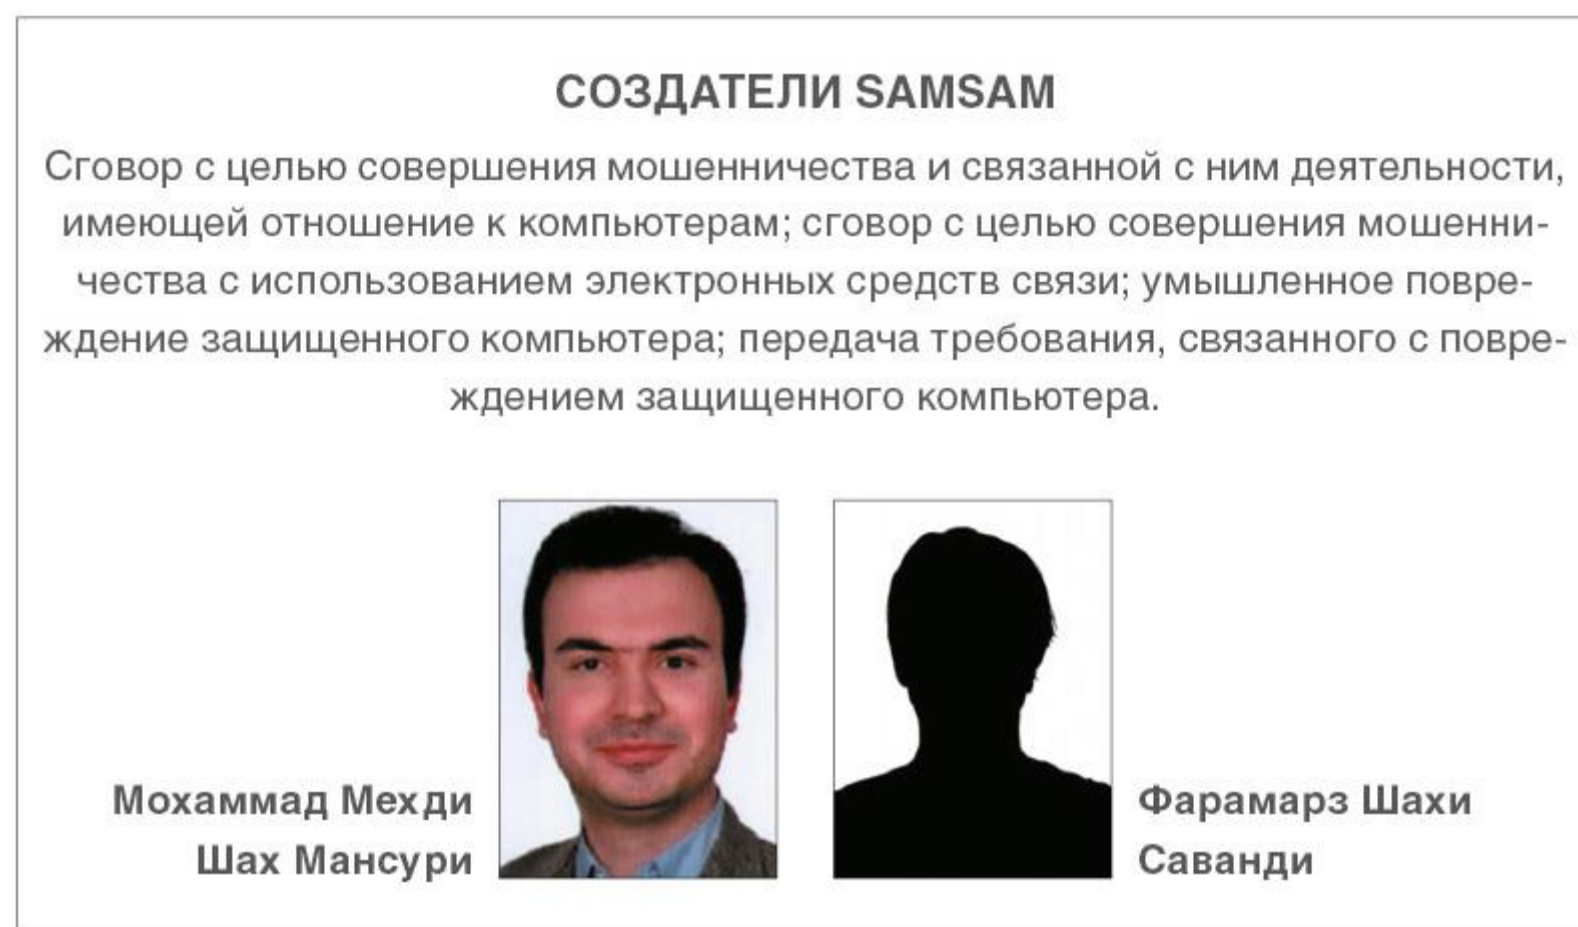 СОЗДАТЕЛИ SAMSAM
Сговор с целью совершения мошенничества и связанной с ним деятельности,
имеющей отношение к компьютерам; сговор с целью совершения мошенни-
чества с использованием электронных средств связи; умышленное повре-
ждение защищенного компьютера; передача требования, связанного с повре-
ждением защищенного компьютера.
Мохаммад Мехди
Шах Мансури
Фарамарз Шахи
Саванди